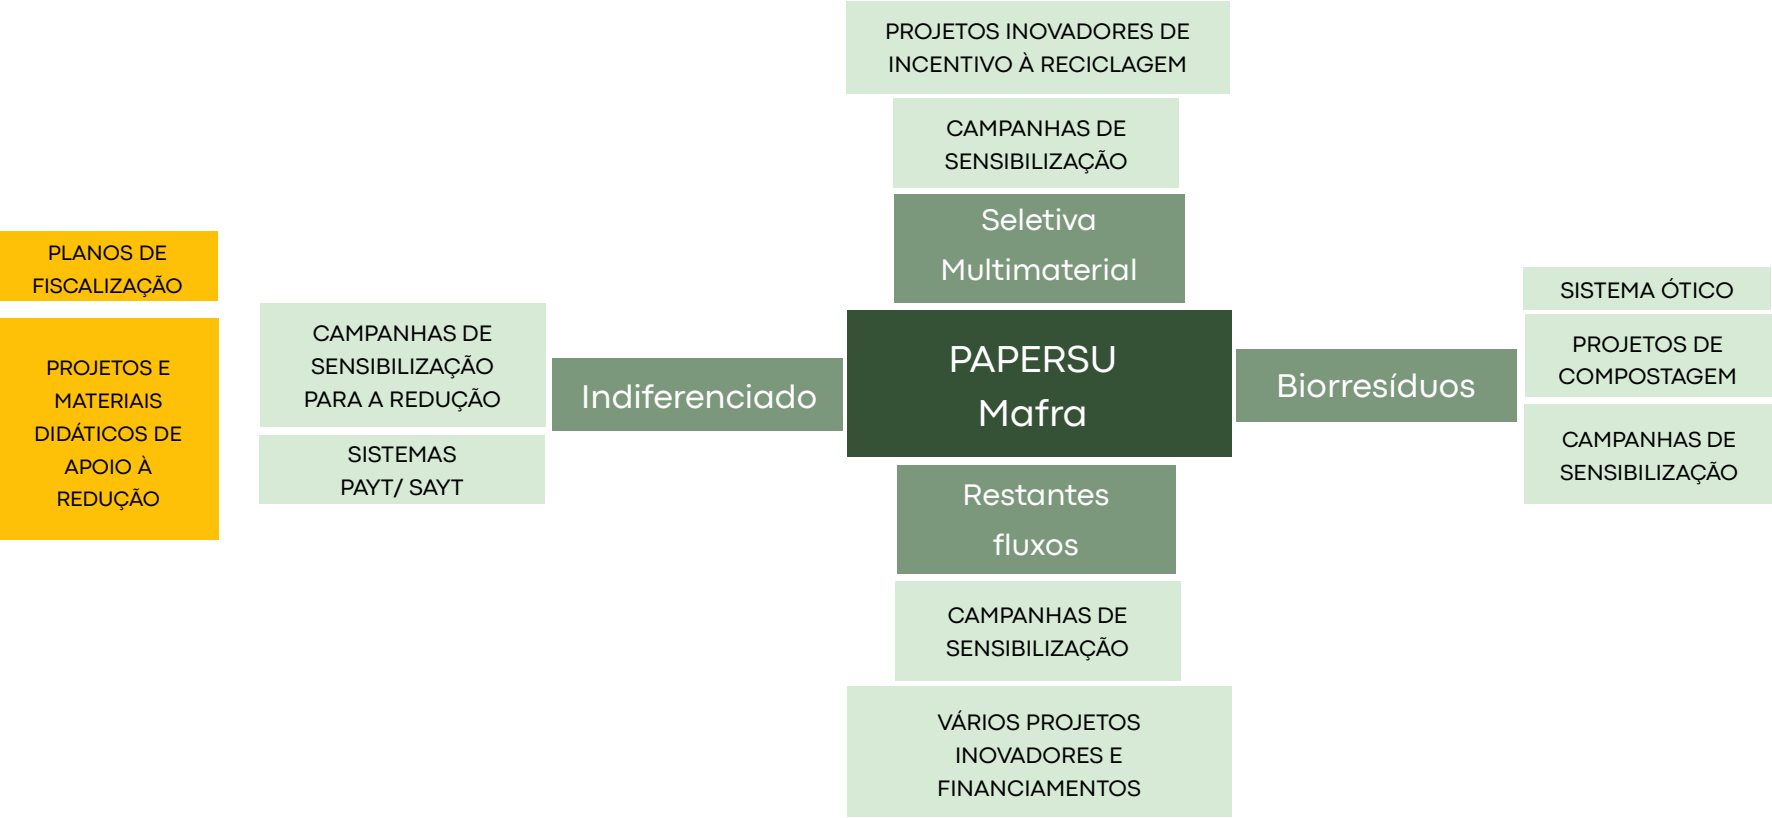 PROJETOS INOVADORES DE
INCENTIVO À RECICLAGEM
CAMPANHAS DE
SENSIBILIZAÇÃO
Seletiva
Multimaterial
PLANOS DE
FISCALIZAÇÃO
PROJETOS E
MATERIAIS
DIDÁTICOS DE
APOIO À
REDUÇÃO
CAMPANHAS DE
SENSIBILIZAÇÃO
PARA A REDUÇÃO
SISTEMAS
PAYT/ SAYT
Indiferenciado
PAPERSU
Mafra
Biorresíduos
SISTEMA ÓTICO
PROJETOS DE
COMPOSTAGEM
CAMPANHAS DE
SENSIBILIZAÇÃO
Restantes
fluxos
CAMPANHAS DE
SENSIBILIZAÇÃO
VÁRIOS PROJETOS
INOVADORES E
FINANCIAMENTOS